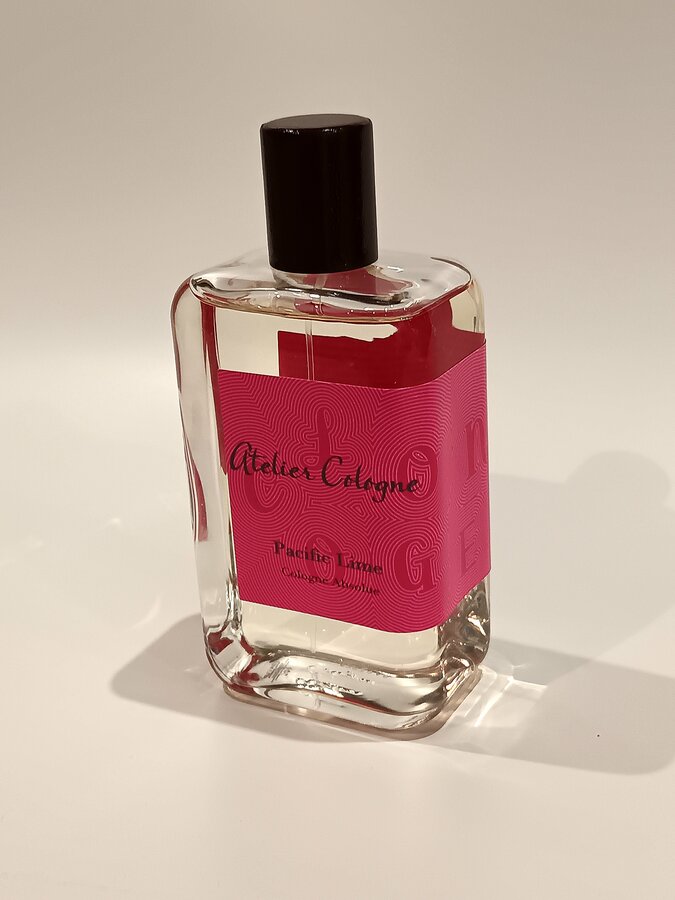 Atelier Cologne
Pacific Lime
Cologne Absolue